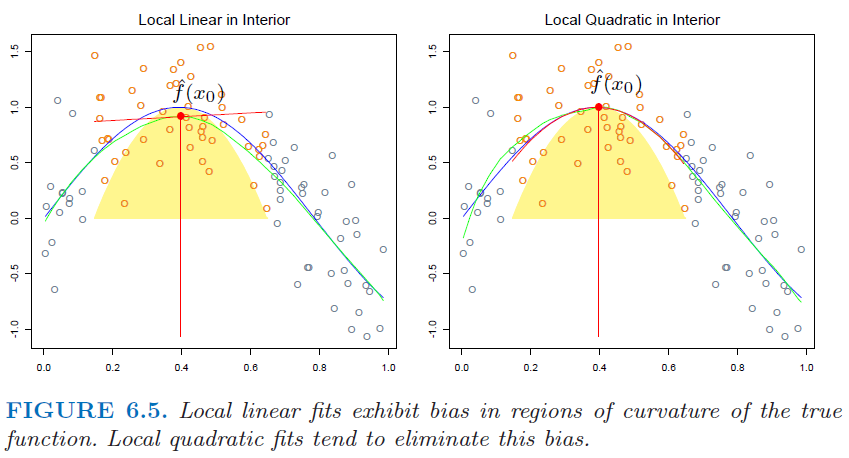 Local Linear in Interior
Local Quadratic in Interior
1.5
1.0
0.5
0.0
-0.5
-1.0
f̂(x₀)
0.0 0.2 0.4 0.6 0.8 1.0
1.5
1.0
0.5
0.0
-0.5
-1.0
f̂(x₀)
0.0 0.2 0.4 0.6 0.8 1.0
FIGURE 6.5. Local linear fits exhibit bias in regions of curvature of the true
function. Local quadratic fits tend to eliminate this bias.